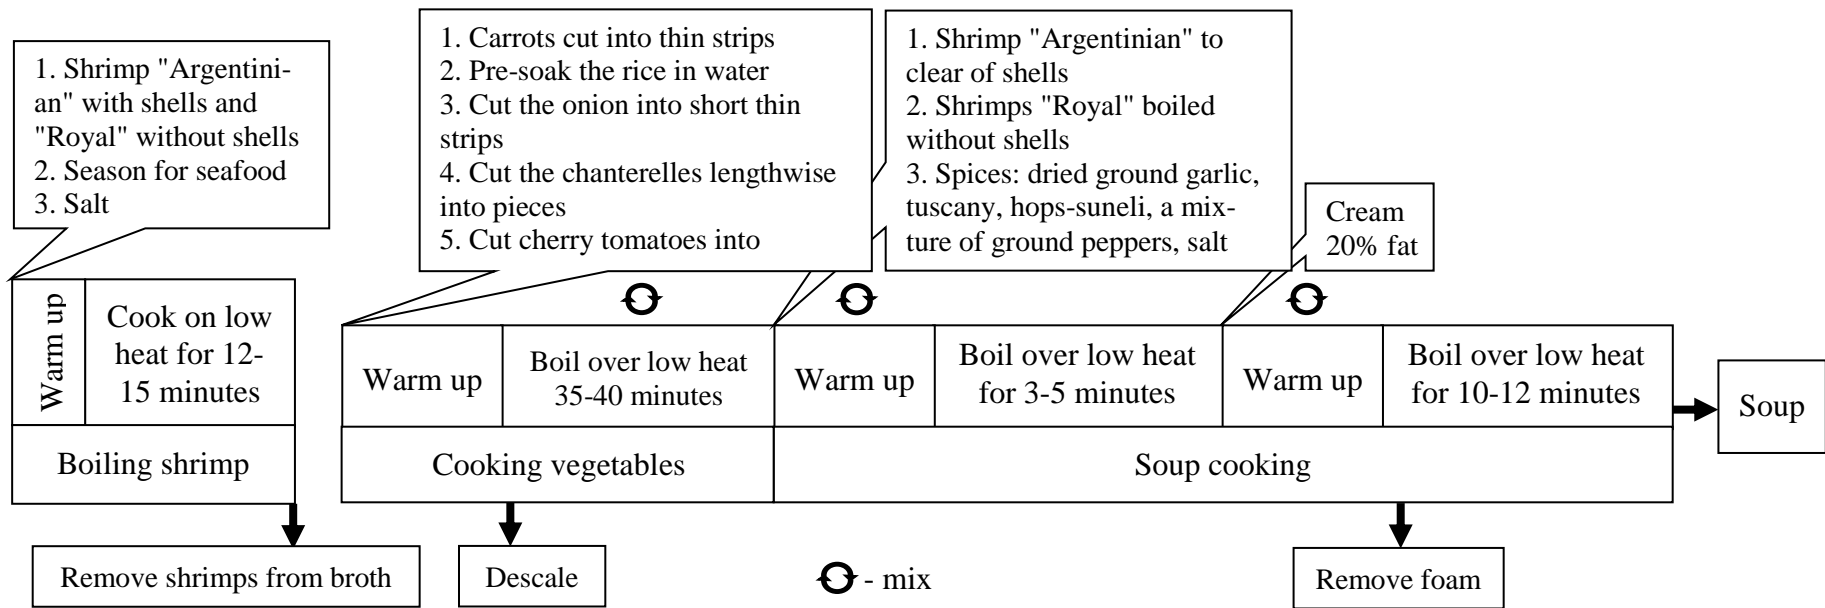 1. Shrimp "Argentini-
an" with shells and
"Royal" without shells
2. Season for seafood
3. Salt
1. Carrots cut into thin strips
2. Pre-soak the rice in water
3. Cut the onion into short thin
strips
4. Cut the chanterelles lengthwise
into pieces
5. Cut cherry tomatoes into
1. Shrimp "Argentinian" to
clear of shells
2. Shrimps "Royal" boiled
without shells
3. Spices: dried ground garlic,
tuscany, hops-suneli, a mix-
ture of ground peppers, salt
Cream
20% fat
Warm up
Cook on low
heat for 12-
15 minutes
Boiling shrimp
Warm up
Boil over low heat
35-40 minutes
Cooking vegetables
Warm up
Boil over low heat
for 3-5 minutes
Warm up
Boil over low heat
for 10-12 minutes
Soup cooking
Soup
Remove shrimps from broth
Descale
- mix
Remove foam